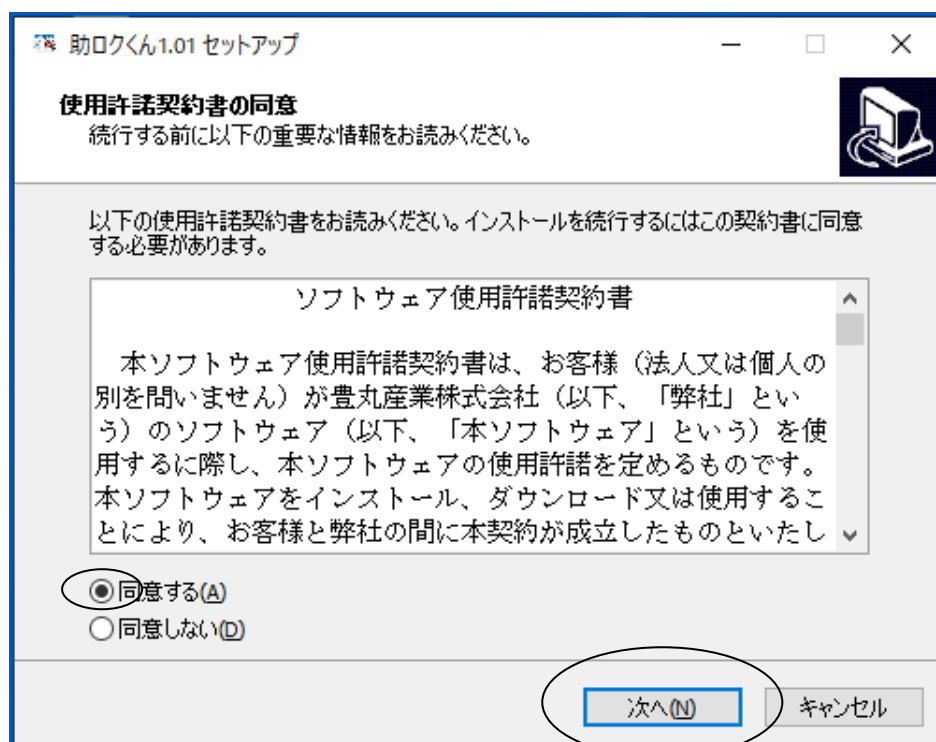 助ロクくん1.01 セットアップ
使用許諾契約書の同意
続行する前に以下の重要な情報をお読みください。
以下の使用許諾契約書をお読みください。インストールを続行するにはこの契約書に同意
する必要があります。
ソフトウェア使用許諾契約書
本ソフトウェア使用許諾契約書は、お客様（法人又は個人の
別を問いません）が豊丸産業株式会社（以下、「弊社」とい
う）のソフトウェア（以下、「本ソフトウェア」という）を使
用するに際し、本ソフトウェアの使用許諾を定めるものです。
本ソフトウェアをインストール、ダウンロード又は使用するこ
とにより、お客様と弊社の間に本契約が成立したものといたし
同意する(A)
同意しない(D)
次へ(N)
キャンセル